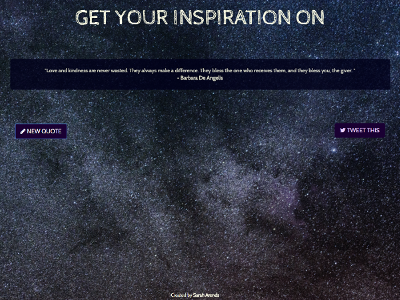 GET YOUR INSPIRATION ON
"Love and kindness are never wasted. They always make a difference. They bless the one who receives them, and they bless you, the giver."
- Barbara De Angelis
NEW QUOTE
TWEET THIS
Created by Sarah Aronds